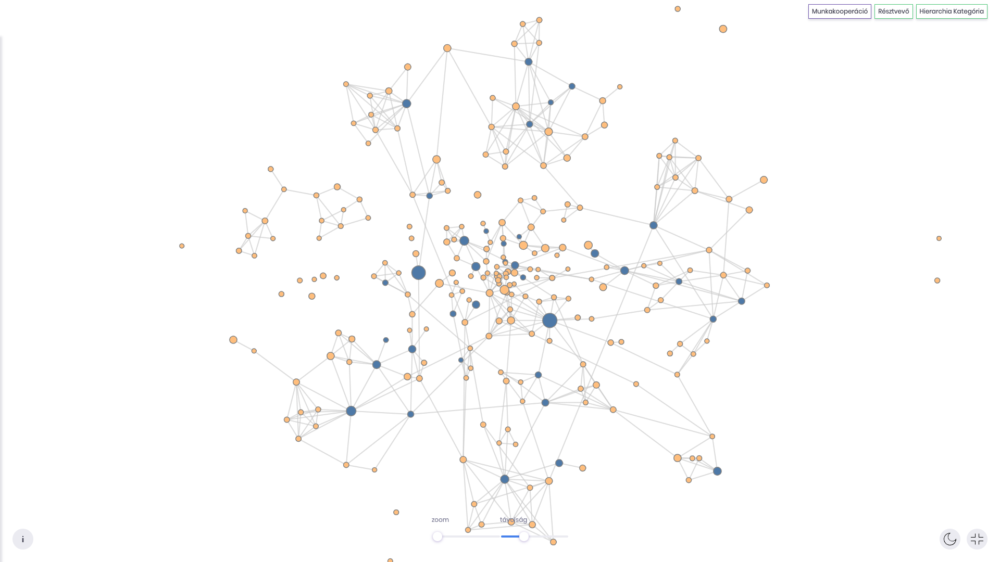 Munkakooperáció
Résztvevő
Hierarchia Kategória
zoom
távolság
i